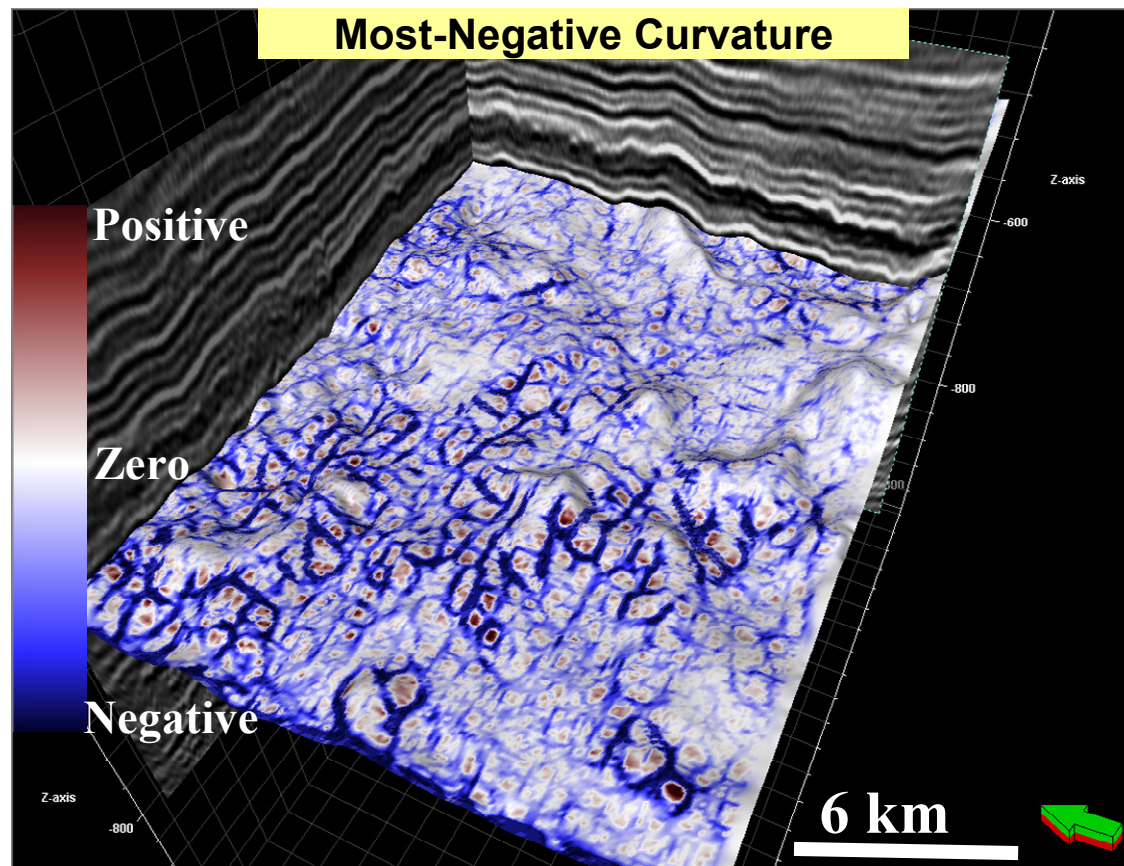 Most-Negative Curvature
Z-axis
-600
Positive
-800
Zero
Negative
Z-axis
-800
6 km